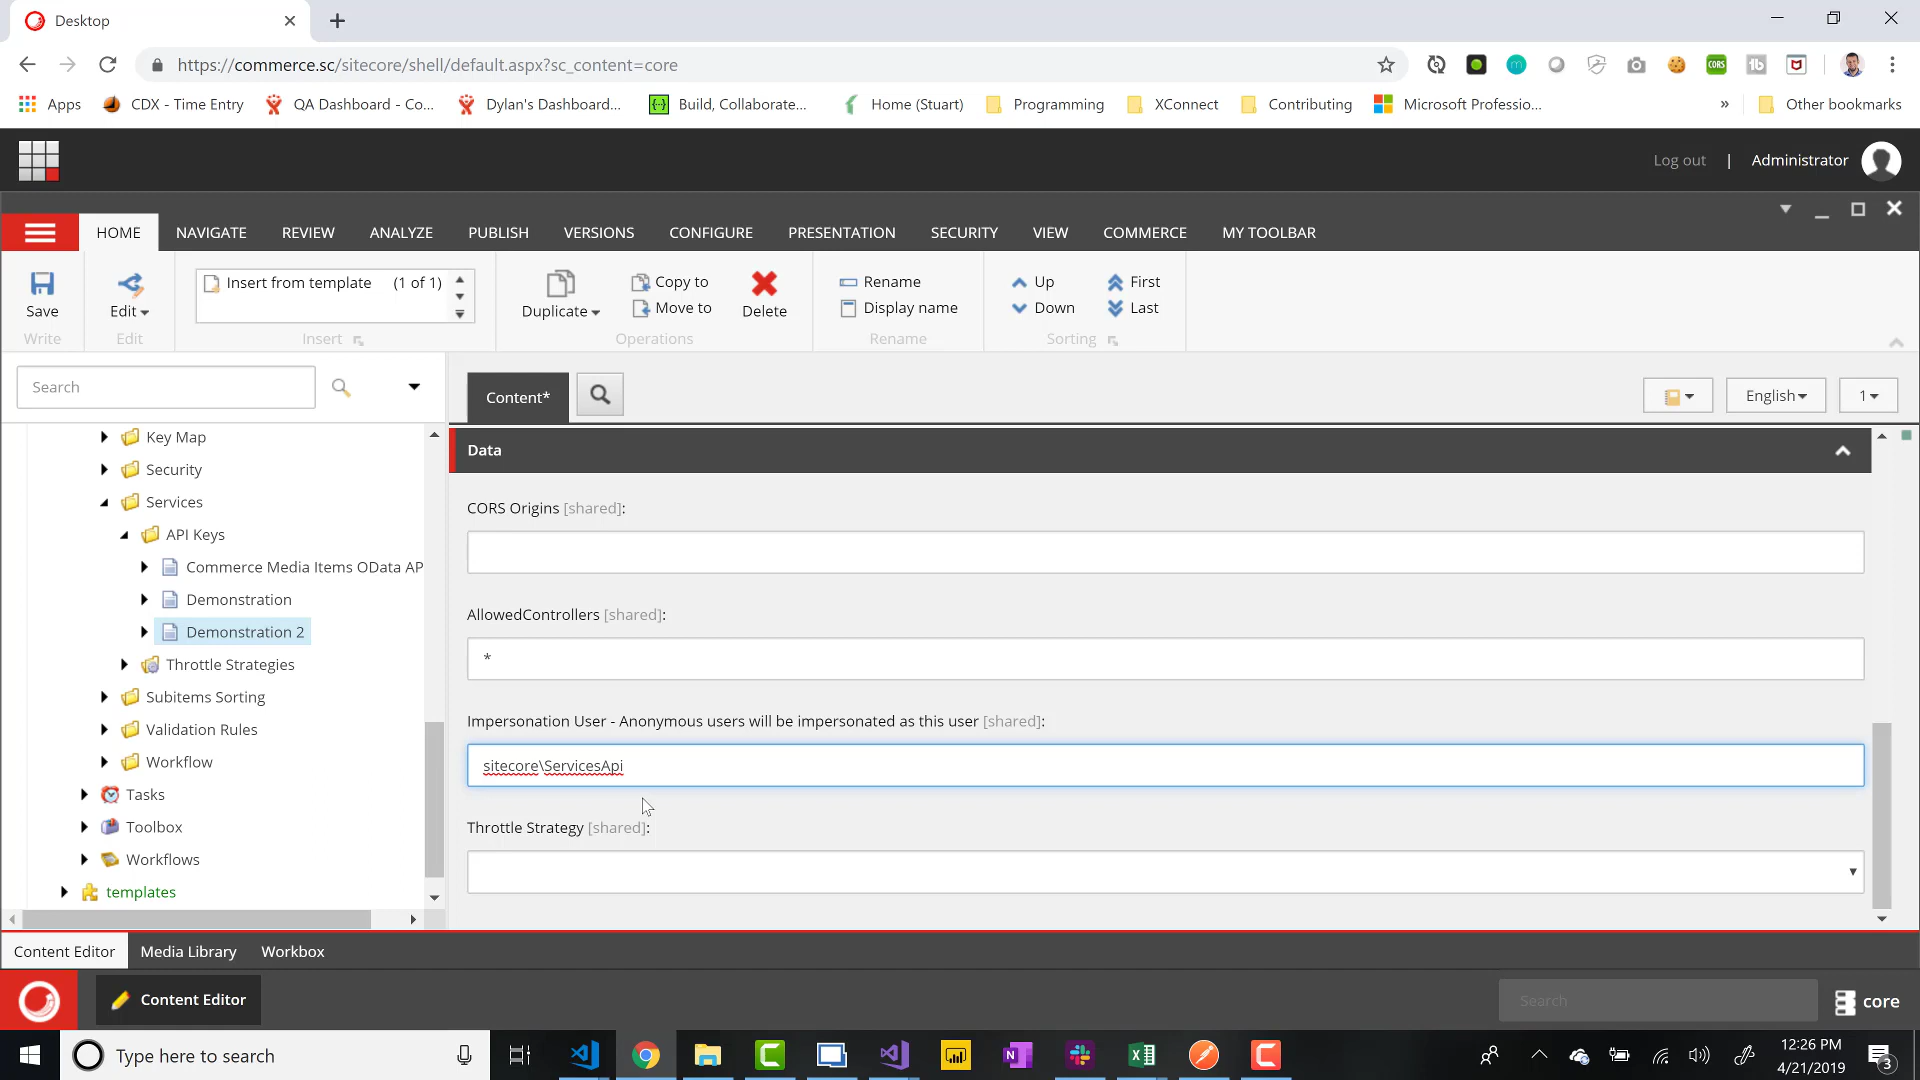 Desktop
https://commerce.sc/sitecore/shell/default.aspx?sc_content=core
CORS
Apps
CDX - Time Entry
QA Dashboard - Co...
Dylan's Dashboard...
Build, Collaborate...
Home (Stuart)
Programming
XConnect
Contributing
Microsoft Professio...
»
Other bookmarks
Log out | Administrator
HOME NAVIGATE REVIEW ANALYZE PUBLISH VERSIONS CONFIGURE PRESENTATION SECURITY VIEW COMMERCE MY TOOLBAR
Insert from template (1 of 1)
Copy to
Rename
Up
First
Save
Edit
Duplicate
Move to
Delete
Display name
Down
Last
Write
Edit
Insert
Operations
Rename
Sorting
Search
Content*
English
1
Key Map
Security
Services
API Keys
Commerce Media Items OData AP
Demonstration
Demonstration 2
Throttle Strategies
Subitems Sorting
Validation Rules
Workflow
Tasks
Toolbox
Workflows
templates
Data
CORS Origins [shared]:
AllowedControllers [shared]:
*
Impersonation User - Anonymous users will be impersonated as this user [shared]:
sitecore\ServicesApi
Throttle Strategy [shared]:
Content Editor
Media Library
Workbox
Content Editor
Search
core
Type here to search
12:26 PM
4/21/2019
3